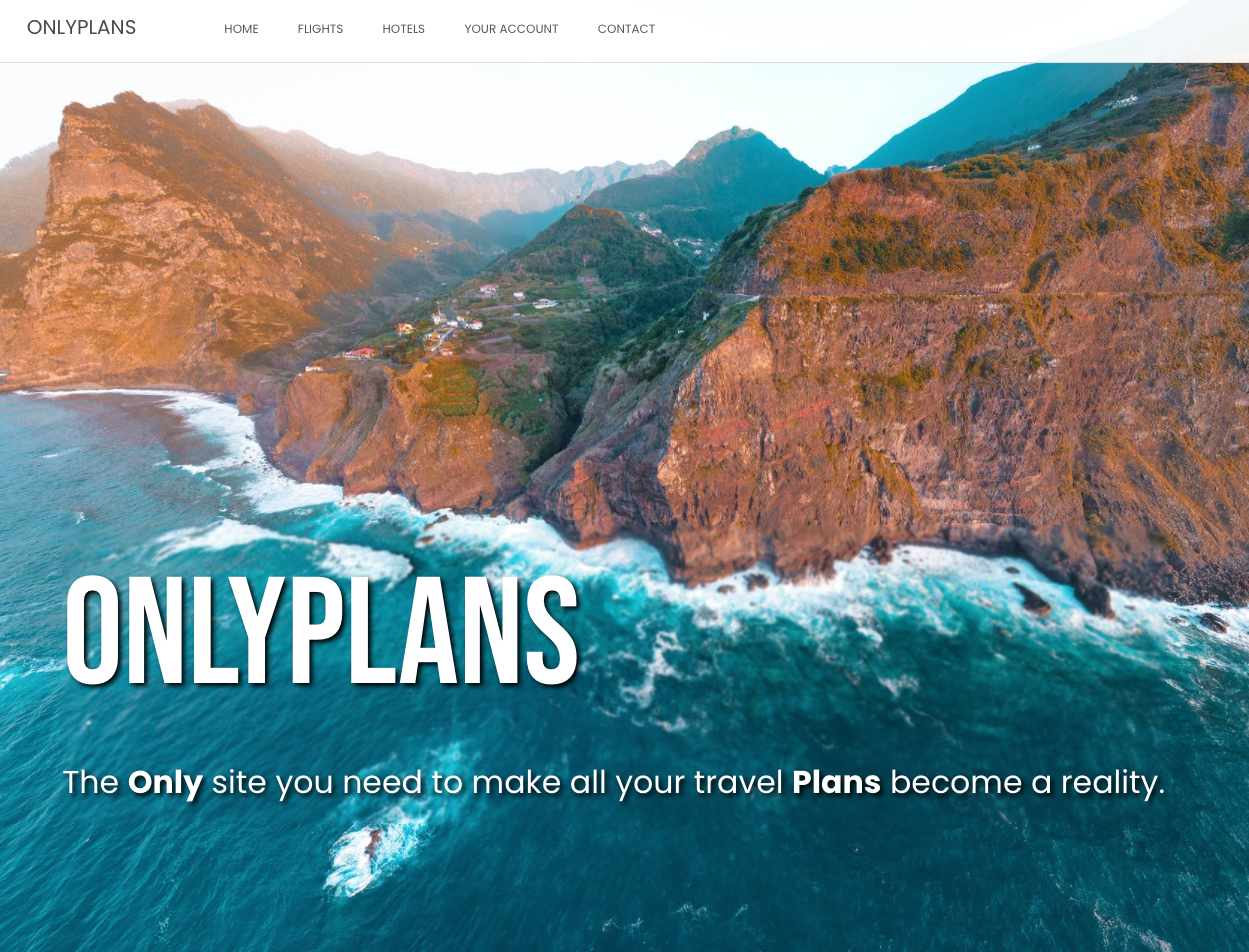 ONLYPLANS HOME FLIGHTS HOTELS YOUR ACCOUNT CONTACT
ONLYPLANS
The Only site you need to make all your travel Plans become a reality.